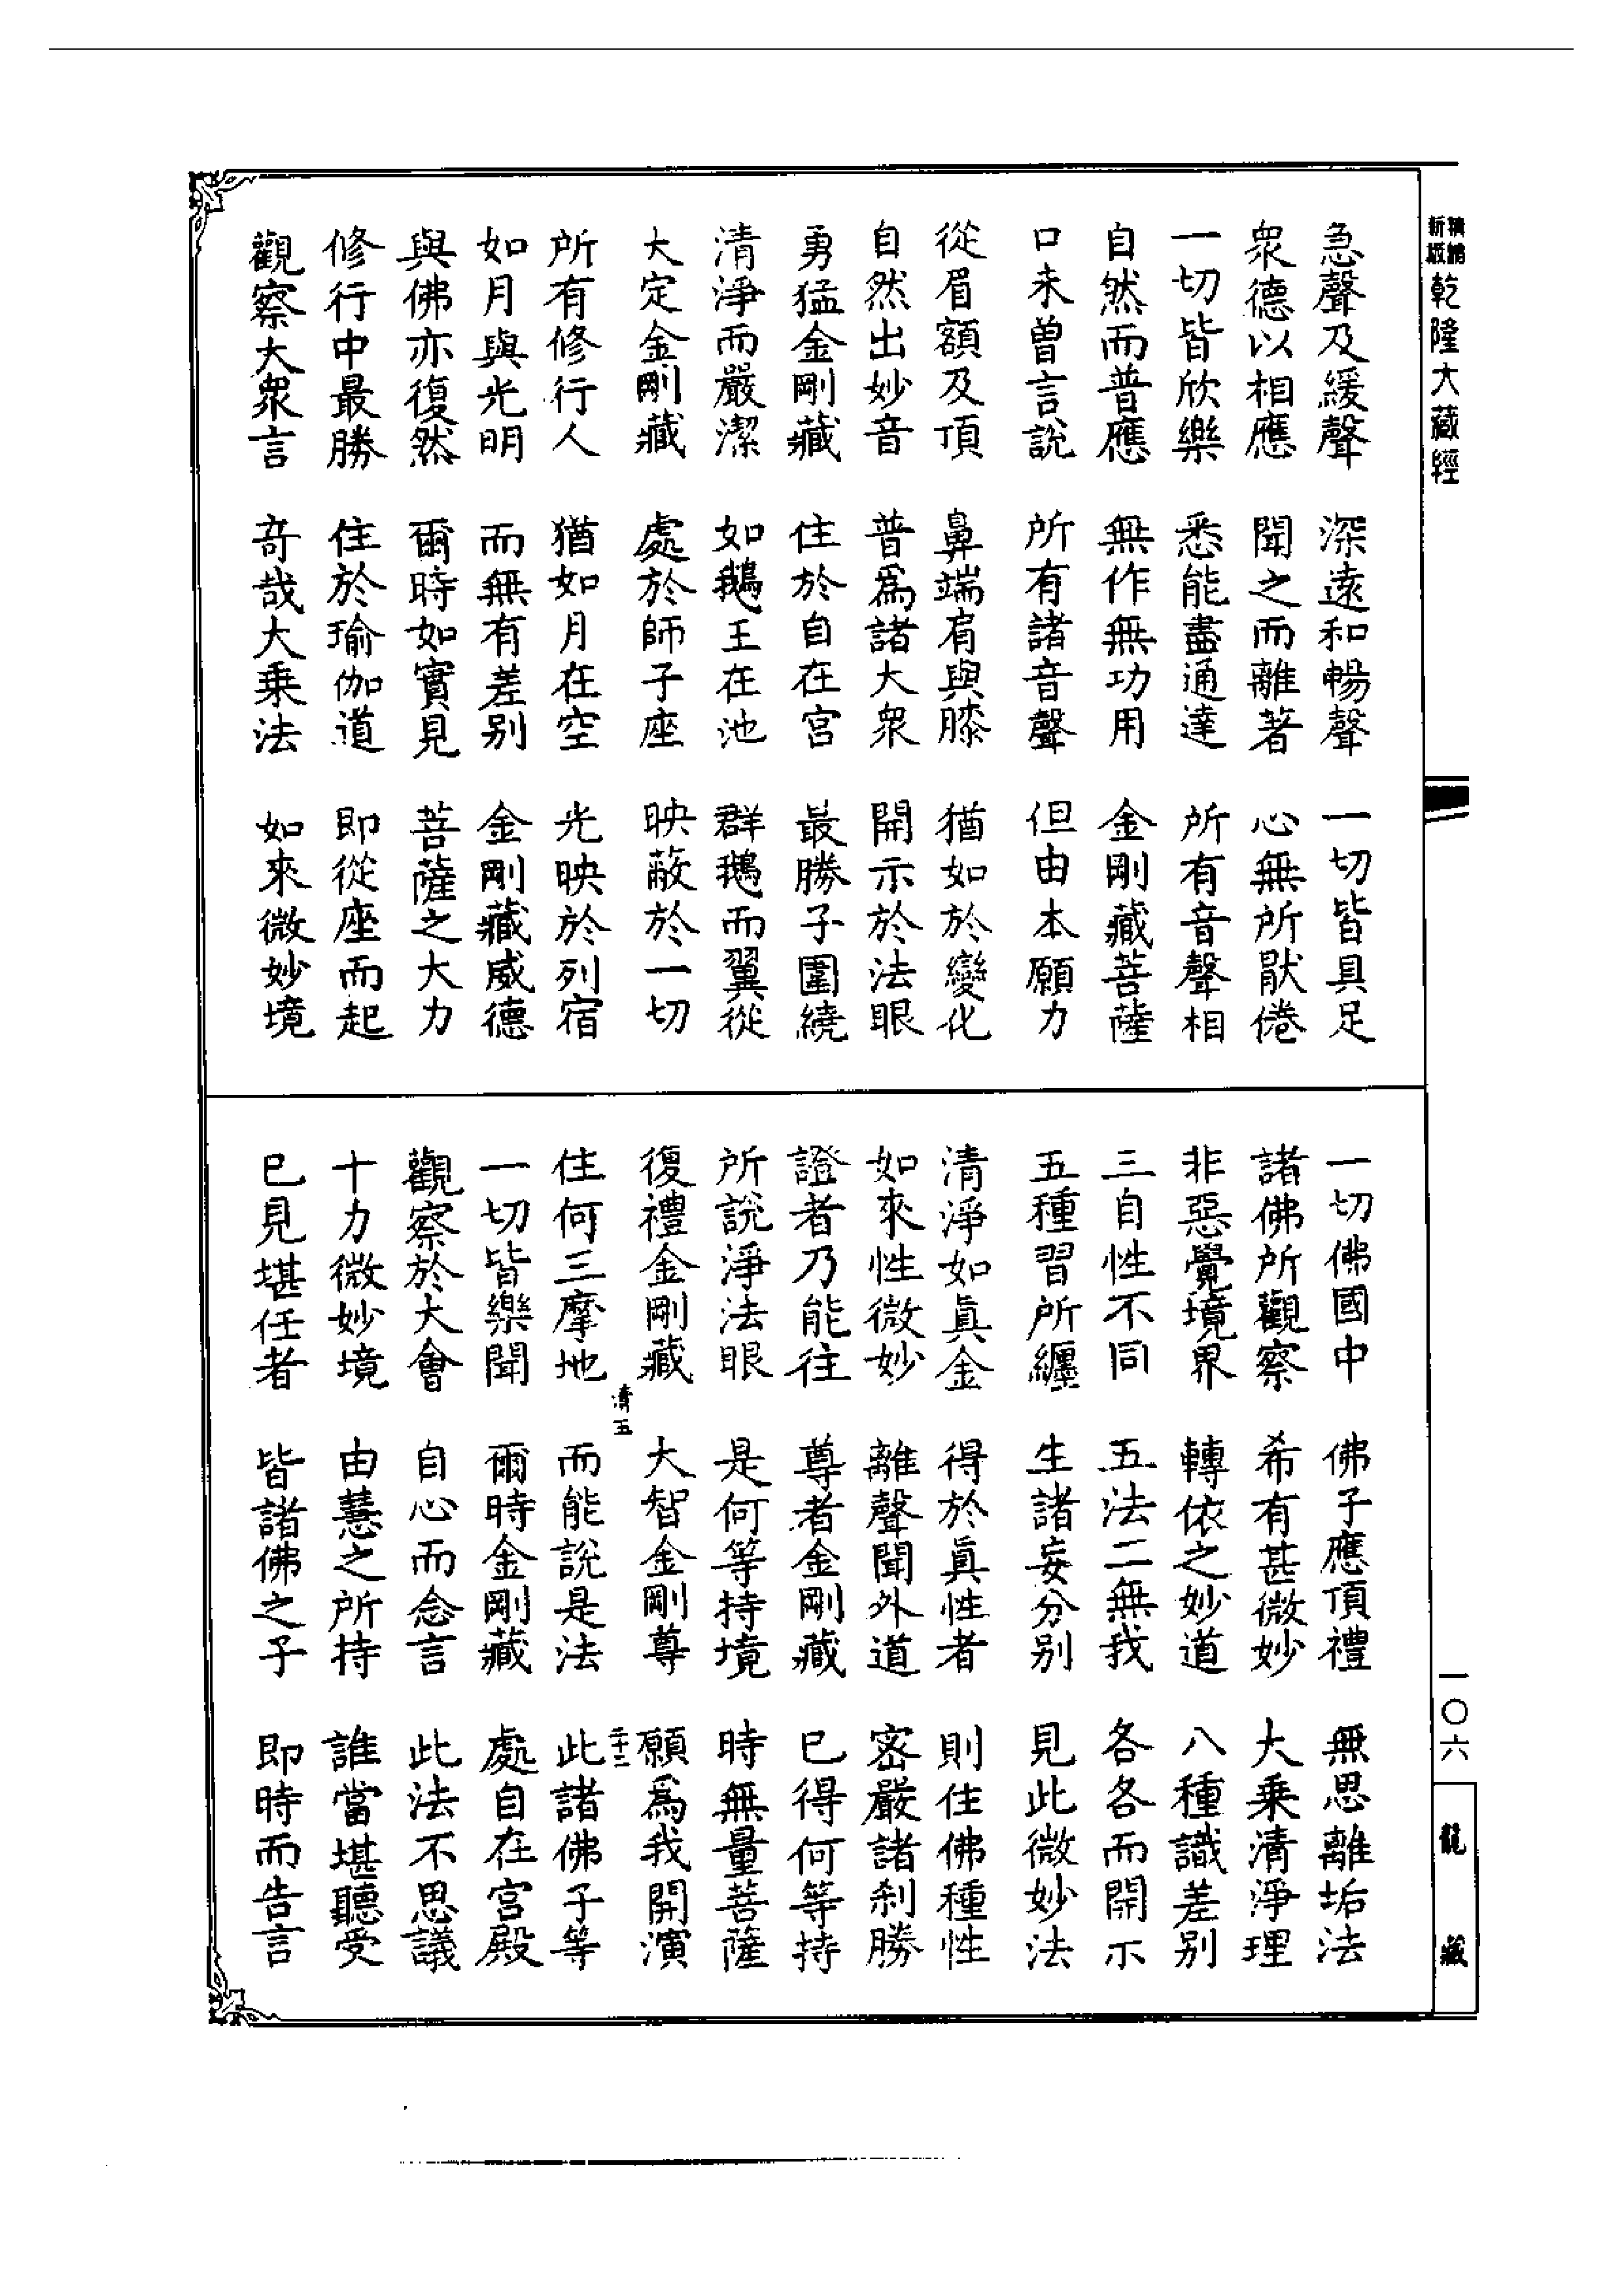 乾隆大藏經
急聲及緩聲 深遠和暢聲 一切皆具足
衆德以相應 聞之而離著 心無所猒倦
一切皆欣樂 悉能盡通達 所有音聲相
自然而普應 無作無功用 金剛藏菩薩
口未曾言說 所有諸音聲 但由本願力
從眉額及頂 鼻端肩與膝 猶如於變化
自然出妙音 普爲諸大衆 開示於法眼
勇猛金剛藏 住於自在宮 最勝子圍繞
清淨而嚴潔 如鵝王在池 群鵝而翼從
大定金剛藏 處於師子座 映蔽於一切
所有修行人 猶如月在空 光映於列宿
如月與光明 而無有差别 金剛藏威德
與佛亦復然 爾時如實見 菩薩之大力
修行中最勝 住於瑜伽道 即從座而起
觀察大衆言 奇哉大乗法 如來微妙境
一切佛國中 佛子應頂禮 無思離垢法
諸佛所觀察 希有甚微妙 大乗清淨理
非惡覺境界 轉依之妙道 八種識差别
三自性不同 五法二無我 各各而開示
五種習所纒 生諸妄分别 見此微妙法
清淨如眞金 得於眞性者 則住佛種性
如來性微妙 離聲聞外道 密嚴諸刹勝
證者乃能往 尊者金剛藏 已得何等持
所說淨法眼 是何等持境 時無量菩薩
復禮金剛藏 大智金剛尊 願爲我開演
清五 二十二
住何三摩地 而能說是法 此諸佛子等
一切皆樂聞 爾時金剛藏 處自在宮殿
觀察於大會 自心而念言 此法不思議
十力微妙境 由慧之所持 誰當堪聽受
已見堪任者 皆諸佛之子 即時而告言
一〇六
龍藏